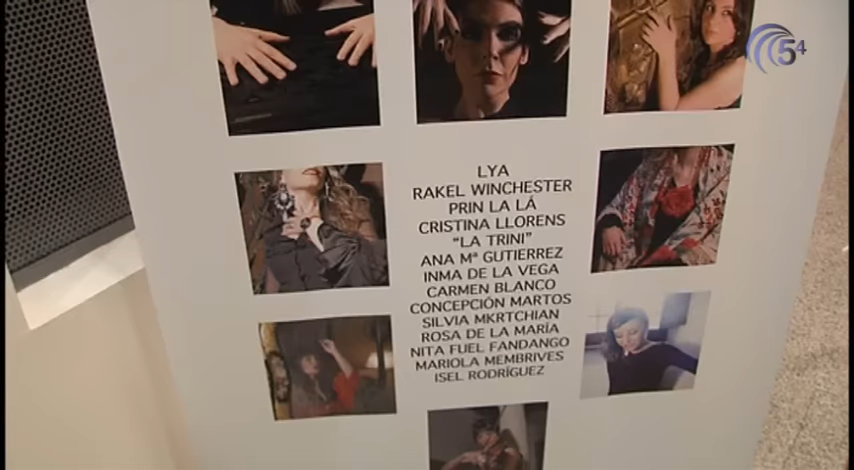 54
LYA
RAKEL WINCHESTER
PRIN LA LÁ
CRISTINA LLORENS
"LA TRINI"
ANA Mª GUTIERREZ
INMA DE LA VEGA
CARMEN BLANCO
CONCEPCIÓN MARTOS
SILVIA MKRTCHIAN
ROSA DE LA MARÍA
NITA FUEL FANDANGO
MARIOLA MEMBRIVES
ISEL RODRÍGUEZ